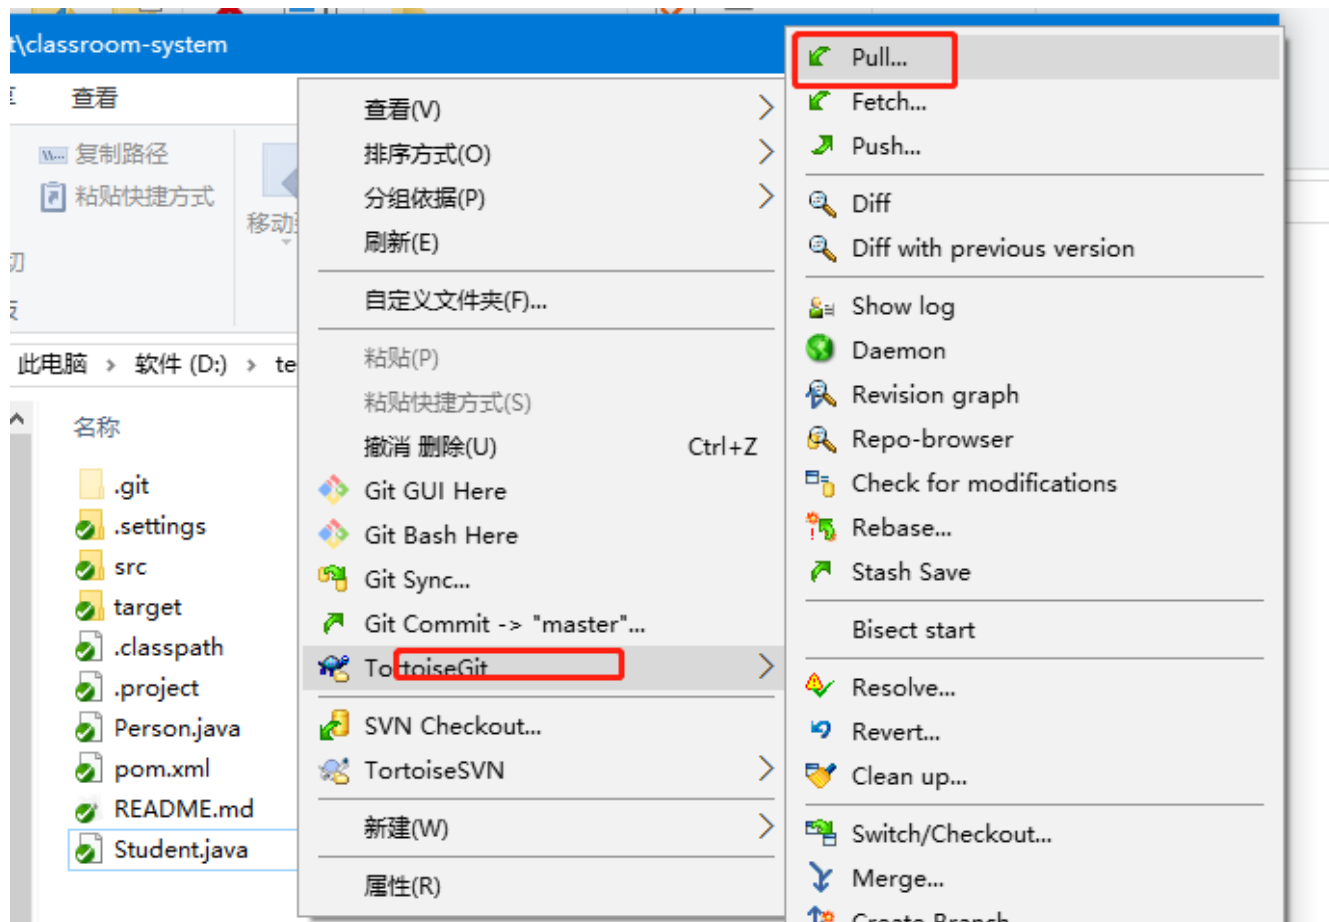 t\classroom-system
查看
复制路径
粘贴快捷方式
移动
切
此电脑 > 软件 (D:) > te
名称
.git
.settings
src
target
.classpath
.project
Person.java
pom.xml
README.md
Student.java
查看(V)
排序方式(O)
分组依据(P)
刷新(E)
自定义文件夹(F)...
粘贴(P)
粘贴快捷方式(S)
撤消 删除(U) Ctrl+Z
Git GUI Here
Git Bash Here
Git Sync...
Git Commit -> "master"...
TortoiseGit
SVN Checkout...
TortoiseSVN
新建(W)
属性(R)
Pull...
Fetch...
Push...
Diff
Diff with previous version
Show log
Daemon
Revision graph
Repo-browser
Check for modifications
Rebase...
Stash Save
Bisect start
Resolve...
Revert...
Clean up...
Switch/Checkout...
Merge...
Create Branch